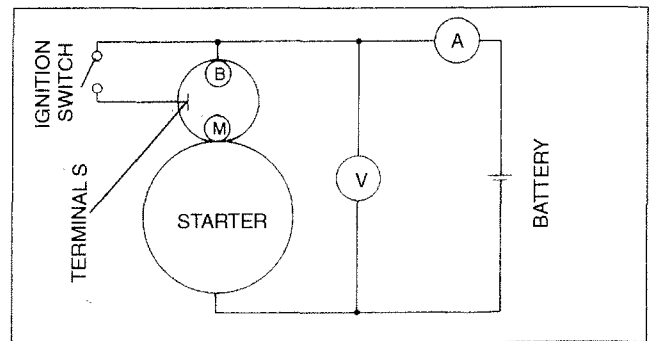 IGNITION
SWITCH
TERMINAL S
B
M
STARTER
V
A
BATTERY